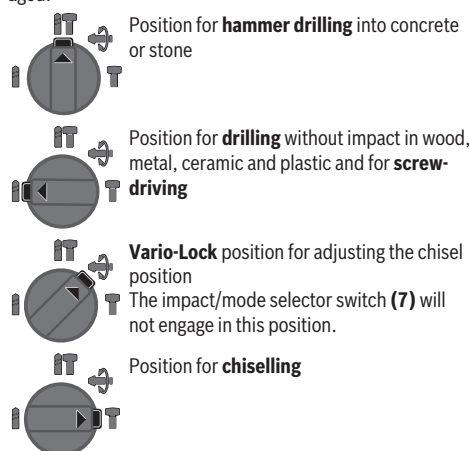 aged.
Position for hammer drilling into concrete
or stone
Position for drilling without impact in wood,
metal, ceramic and plastic and for screw-
driving
Vario-Lock position for adjusting the chisel
position
The impact/mode selector switch (7) will
not engage in this position.
Position for chiselling